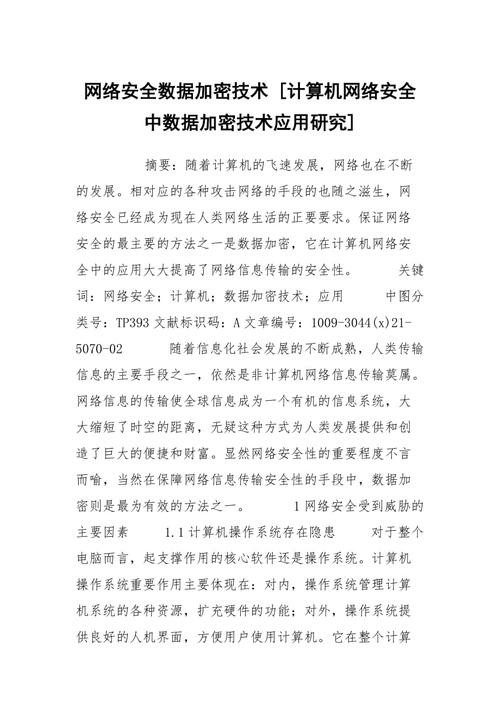 网络安全数据加密技术 [计算机网络安全
中数据加密技术应用研究]
摘要：随着计算机的飞速发展，网络也在不断
的发展。相对应的各种攻击网络的手段的也随之滋生，网
络安全已经成为现在人类网络生活的正要要求。保证网络
安全的最主要的方法之一是数据加密，它在计算机网络安
全中的应用大大提高了网络信息传输的安全性。 关键
词：网络安全；计算机；数据加密技术；应用 中图分
类号：TP393 文献标识码：A 文章编号：1009-3044(x)21-
5070-02 随着信息化社会发展的不断成熟，人类传输
信息的主要手段之一，依然是非计算机网络信息传输莫属。
网络信息的传输使全球信息成为一个有机的信息系统，大
大缩短了时空的距离，无疑这种方式为人类发展提供和创
造了巨大的便捷和财富。显然网络安全性的重要程度不言
而喻，当然在保障网络信息传输安全性的手段中，数据加
密则是最为有效的方法之一。 1 网络安全受到威胁的
主要因素 1.1 计算机操作系统存在隐患 对于整个
电脑而言，起支撑作用的核心软件还是操作系统。计算机
操作系统重要作用主要体现在：对内，操作系统管理计算
机系统的各种资源，扩充硬件的功能；对外，操作系统提
供良好的人机界面，方便用户使用计算机。它在整个计算